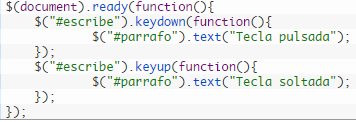 $(document).ready(function(){
    $("#escribe").keydown(function(){
        $("#parrafo").text("Tecla pulsada");
    });
    $("#escribe").keyup(function(){
        $("#parrafo").text("Tecla soltada");
    });
});